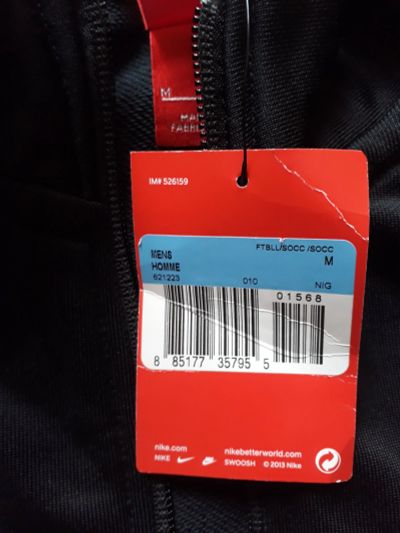 M
IM# 526159
FTBLL/SOCC /SOCC
MENS
M
HOMME
621223
010
NIG
01568
8 85177 35795 5
nike.com
nikebetterworld.com
NIKE
SWOOSH
© 2013 Nike